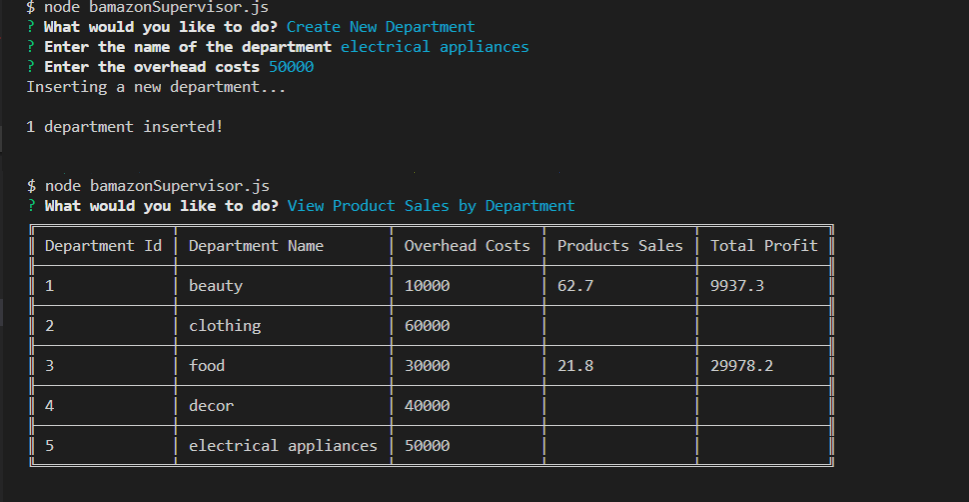 $ node bamazonSupervisor.js
? What would you like to do? Create New Department
? Enter the name of the department electrical appliances
? Enter the overhead costs 50000
Inserting a new department...
1 department inserted!
$ node bamazonSupervisor.js
? What would you like to do? View Product Sales by Department
Department Id Department Name Overhead Costs Products Sales Total Profit
1 beauty 10000 62.7 9937.3
2 clothing 60000
3 food 30000 21.8 29978.2
4 decor 40000
5 electrical appliances 50000